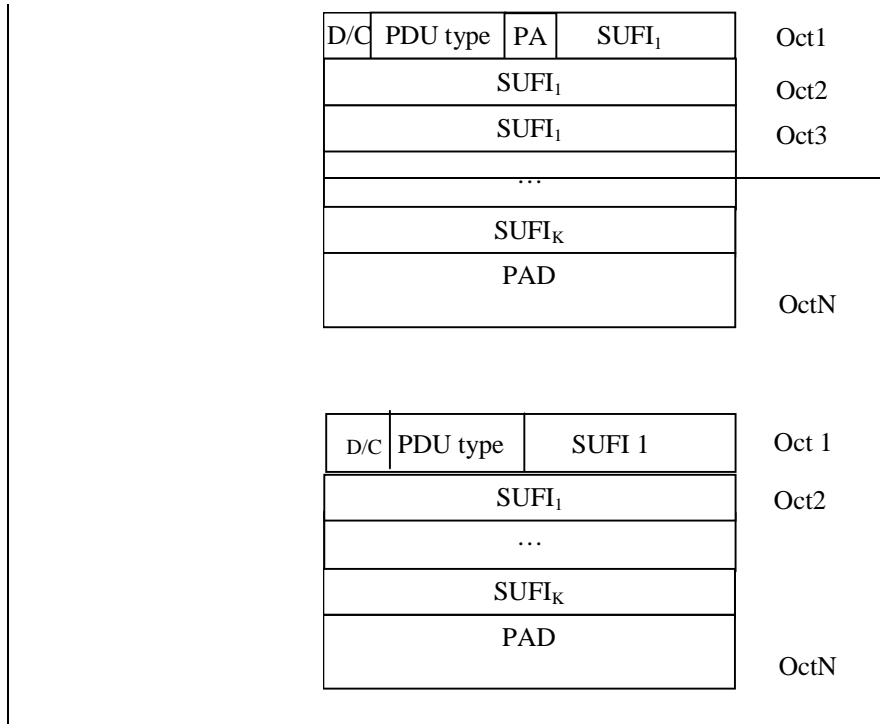 D/C PDU type PA SUFI₁ Oct1
SUFI₁ Oct2
SUFI₁ Oct3
...
SUFIK
PAD
OctN
D/C PDU type SUFI 1 Oct 1
SUFI₁ Oct2
...
SUFIK
PAD
OctN